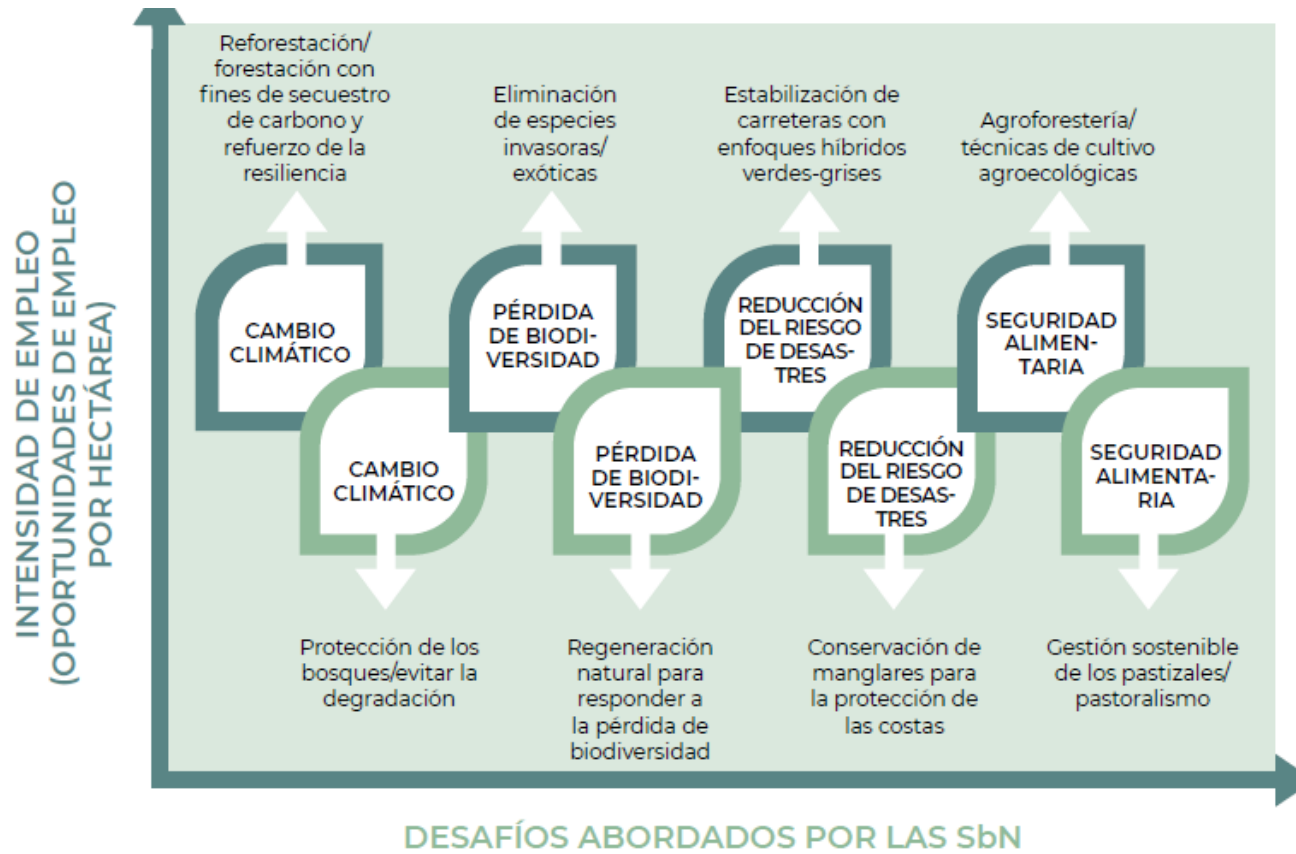 INTENSIDAD DE EMPLEO
(OPORTUNIDADES DE EMPLEO
POR HECTÁREA)
Reforestación/
forestación con
fines de secuestro
de carbono y
refuerzo de la
resiliencia
Eliminación
de especies
invasoras/
exóticas
Estabilización de
carreteras con
enfoques híbridos
verdes-grises
Agroforestería/
técnicas de cultivo
agroecológicas
CAMBIO
CLIMÁTICO
PÉRDIDA
DE BIODI-
VERSIDAD
REDUCCIÓN
DEL RIESGO
DE DESAS-
TRES
SEGURIDAD
ALIMEN-
TARIA
CAMBIO
CLIMÁTICO
PÉRDIDA
DE BIODI-
VERSIDAD
REDUCCIÓN
DEL RIESGO
DE DESAS-
TRES
SEGURIDAD
ALIMENTA-
RIA
Protección de los
bosques/evitar la
degradación
Regeneración
natural para
responder a
la pérdida de
biodiversidad
Conservación de
manglares para
la protección de
las costas
Gestión sostenible
de los pastizales/
pastoralismo
DESAFÍOS ABORDADOS POR LAS SbN